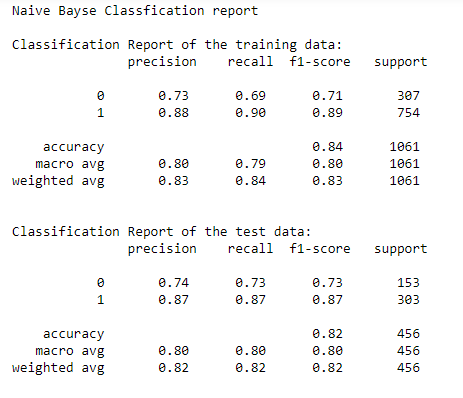 Naive Bayse Classfication report
Classification Report of the training data:
precision recall f1-score support
0 0.73 0.69 0.71 307
1 0.88 0.90 0.89 754
accuracy 0.84 1061
macro avg 0.80 0.79 0.80 1061
weighted avg 0.83 0.84 0.83 1061
Classification Report of the test data:
precision recall f1-score support
0 0.74 0.73 0.73 153
1 0.87 0.87 0.87 303
accuracy 0.82 456
macro avg 0.80 0.80 0.80 456
weighted avg 0.82 0.82 0.82 456